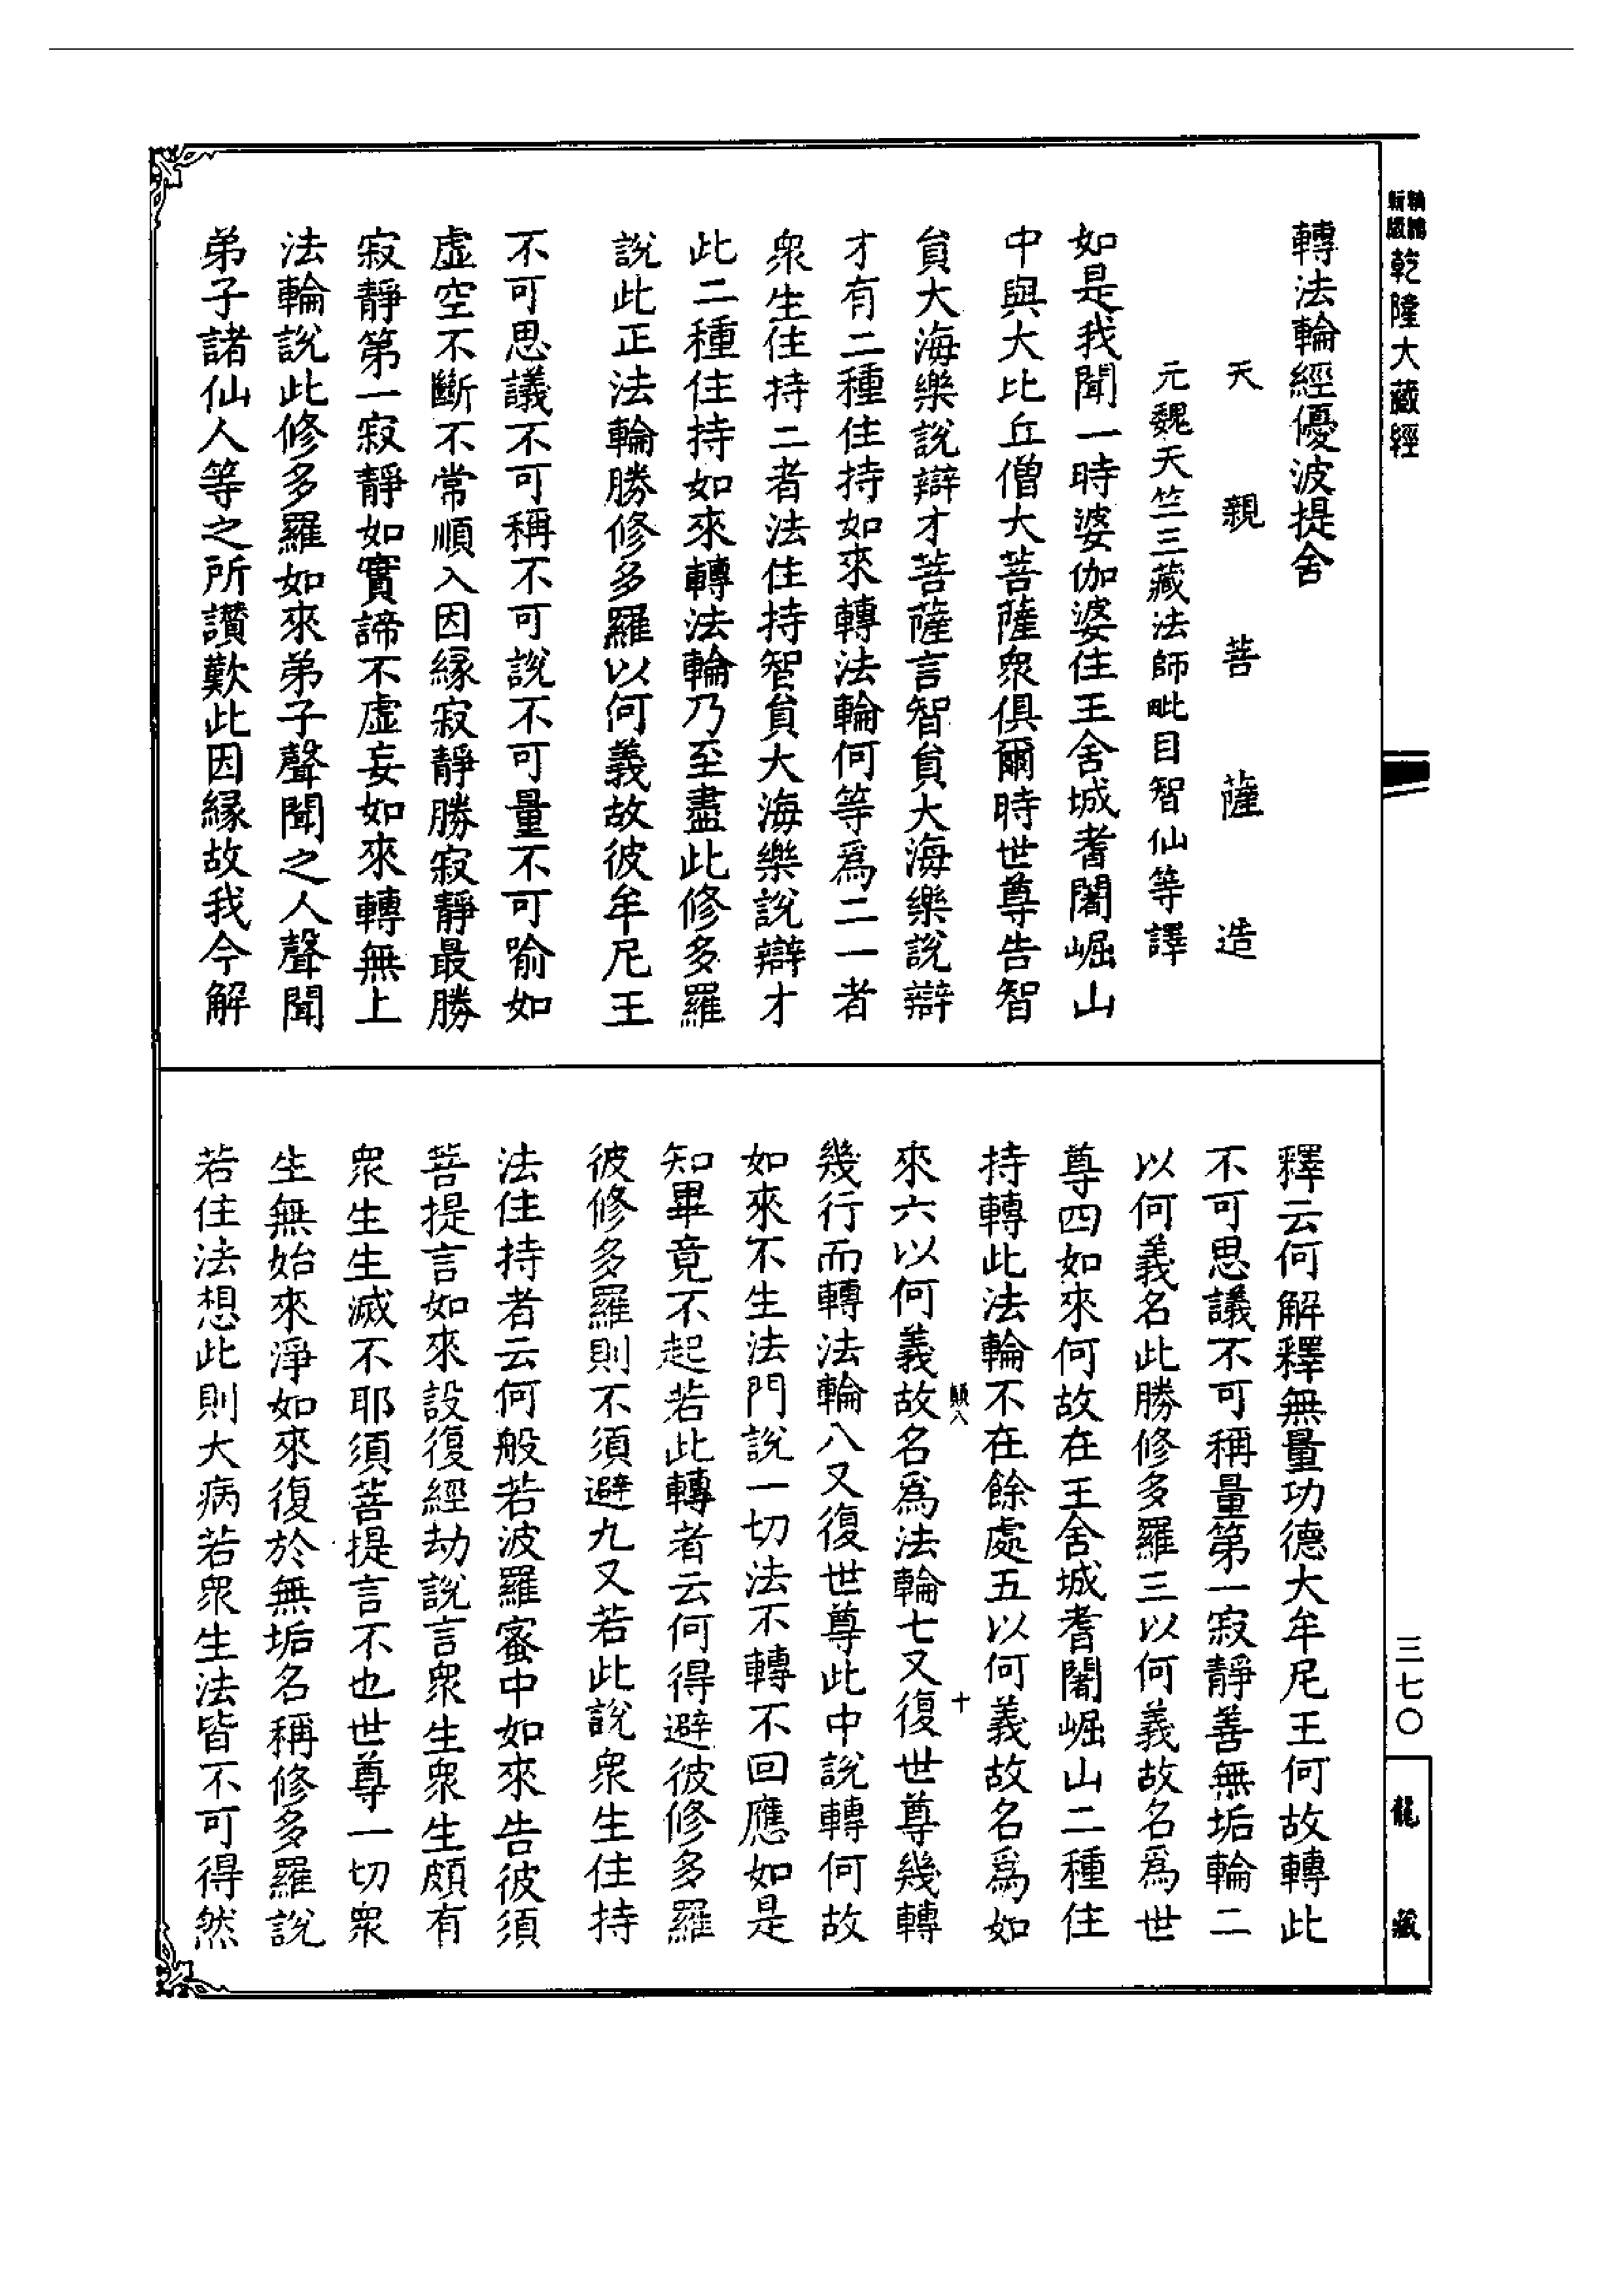 乾隆大藏經
轉法輪經優波提舍
天親菩薩造
元魏天竺三藏法師毗目智仙等譯
如是我聞一時婆伽婆住王舍城耆闍崛山
中與大比丘僧大菩薩衆俱爾時世尊告智
負大海樂說辯才菩薩言智負大海樂說辯
才有二種住持如來轉法輪何等爲二一者
衆生住持二者法住持智負大海樂說辯才
此二種住持如來轉法輪乃至盡此修多羅
說此正法輪勝修多羅以何義故彼牟尼王
不可思議不可稱不可說不可量不可喻如
虛空不斷不常順入因緣寂靜勝寂靜最勝
寂靜第一寂靜如實諦不虛妄如來轉無上
法輪說此修多羅如來弟子聲聞之人聲聞
弟子諸仙人等之所讚歎此因緣故我今解
釋云何解釋無量功德大牟尼王何故轉此
不可思議不可稱量第一寂靜善無垢輪二
以何義名此勝修多羅三以何義故名爲世
尊四如來何故在王舍城耆闍崛山二種住
持轉此法輪不在餘處五以何義故名爲如
來六以何義故名爲法輪七又復世尊幾轉
幾行而轉法輪八又復世尊此中說轉何故
如來不生法門說一切法不轉不回應如是
知畢竟不起若此轉者云何得避彼修多羅
彼修多羅則不須避九又若此說衆生住持
法住持者云何般若波羅蜜中如來告彼須
菩提言如來設復經劫說言衆生衆生頗有
衆生生滅不耶須菩提言不也世尊一切衆
生無始來淨如來復於無垢名稱修多羅說
若住法想此則大病若衆生法皆不可得然
十
三七〇
龍藏